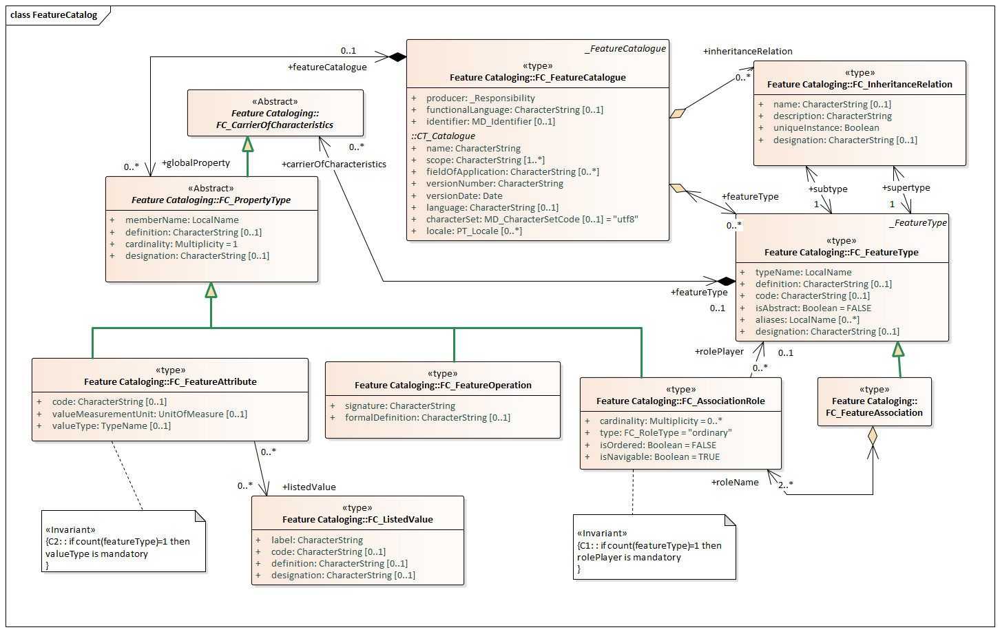 class FeatureCatalog
0..1
+featureCatalogue
_FeatureCatalogue
«type»
Feature Cataloging::FC_FeatureCatalogue
+ producer: _Responsibility
+ functionalLanguage: CharacterString [0..1]
+ identifier: MD_Identifier [0..1]
::CT_Catalogue
+ name: CharacterString
+ scope: CharacterString [1..*]
+ fieldOfApplication: CharacterString [0..*]
+ versionNumber: CharacterString
+ versionDate: Date
+ language: CharacterString [0..1]
+ characterSet: MD_CharacterSetCode [0..1] = "utf8"
+ locale: PT_Locale [0..*]
+inheritanceRelation
0..*
«type»
Feature Cataloging::FC_InheritanceRelation
+ name: CharacterString [0..1]
+ description: CharacterString
+ uniqueInstance: Boolean
+ designation: CharacterString [0..1]
«Abstract»
Feature Cataloging::
FC_CarrierOfCharacteristics
0..*
+carrierOfCharacteristics
0..*
+globalProperty
«Abstract»
Feature Cataloging::FC_PropertyType
+ memberName: LocalName
+ definition: CharacterString [0..1]
+ cardinality: Multiplicity = 1
+ designation: CharacterString [0..1]
+subtype
1
+supertype
1
+featureType
0..*
_FeatureType
«type»
Feature Cataloging::FC_FeatureType
+ typeName: LocalName
+ definition: CharacterString [0..1]
+ code: CharacterString [0..1]
+ isAbstract: Boolean = FALSE
+ aliases: LocalName [0..*]
+ designation: CharacterString [0..1]
+featureType
0..1
+rolePlayer
0..1
0..*
«type»
Feature Cataloging::FC_FeatureAttribute
+ code: CharacterString [0..1]
+ valueMeasurementUnit: UnitOfMeasure [0..1]
+ valueType: TypeName [0..1]
«type»
Feature Cataloging::FC_FeatureOperation
+ signature: CharacterString
+ formalDefinition: CharacterString [0..1]
«type»
Feature Cataloging::FC_AssociationRole
+ cardinality: Multiplicity = 0..*
+ type: FC_RoleType = "ordinary"
+ isOrdered: Boolean = FALSE
+ isNavigable: Boolean = TRUE
«type»
Feature Cataloging::
FC_FeatureAssociation
+roleName
2..*
0..*
0..*
+listedValue
«type»
Feature Cataloging::FC_ListedValue
+ label: CharacterString
+ code: CharacterString [0..1]
+ definition: CharacterString [0..1]
+ designation: CharacterString [0..1]
«Invariant»
{C2: : if count(featureType)=1 then
valueType is mandatory
}
«Invariant»
{C1: : if count(featureType)=1 then
rolePlayer is mandatory
}